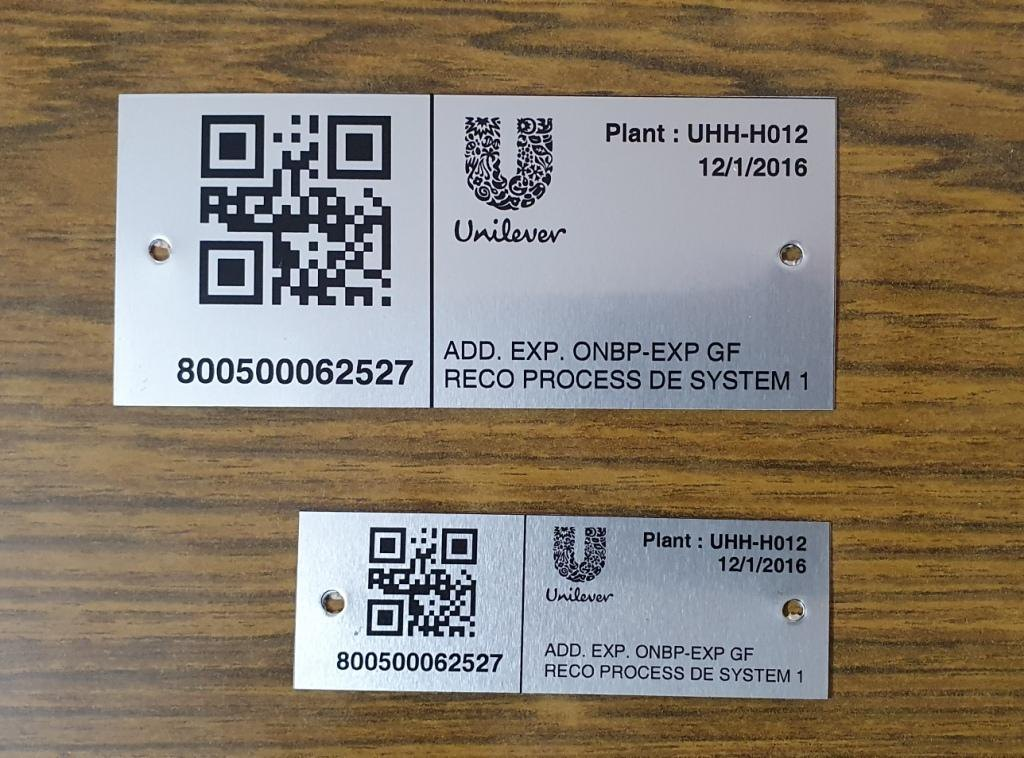 Plant : UHH-H012
12/1/2016
Unilever
800500062527
ADD. EXP. ONBP-EXP GF
RECO PROCESS DE SYSTEM 1
Plant : UHH-H012
12/1/2016
Unilever
800500062527
ADD. EXP. ONBP-EXP GF
RECO PROCESS DE SYSTEM 1